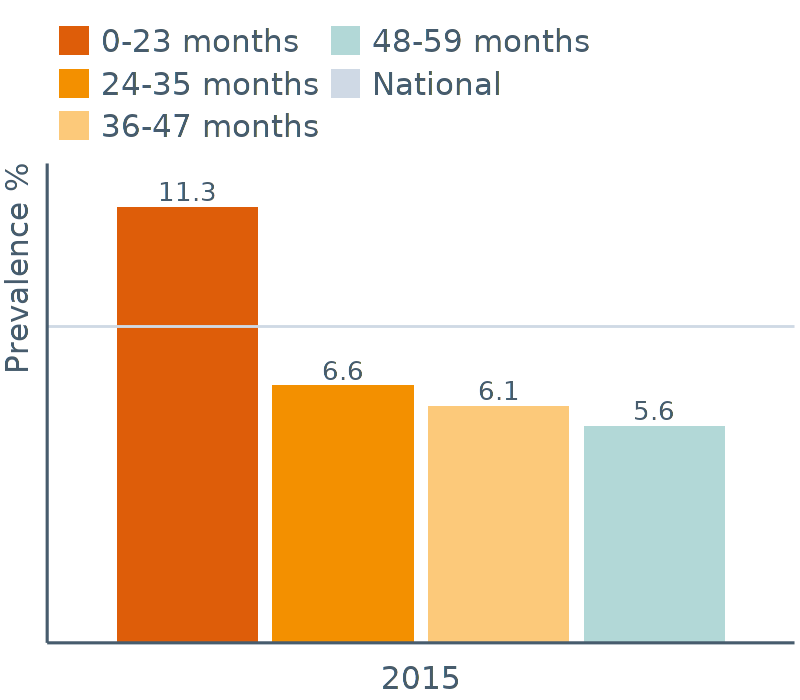 0-23 months
24-35 months
36-47 months
48-59 months
National
Prevalence %
11.3
6.6
6.1
5.6
2015